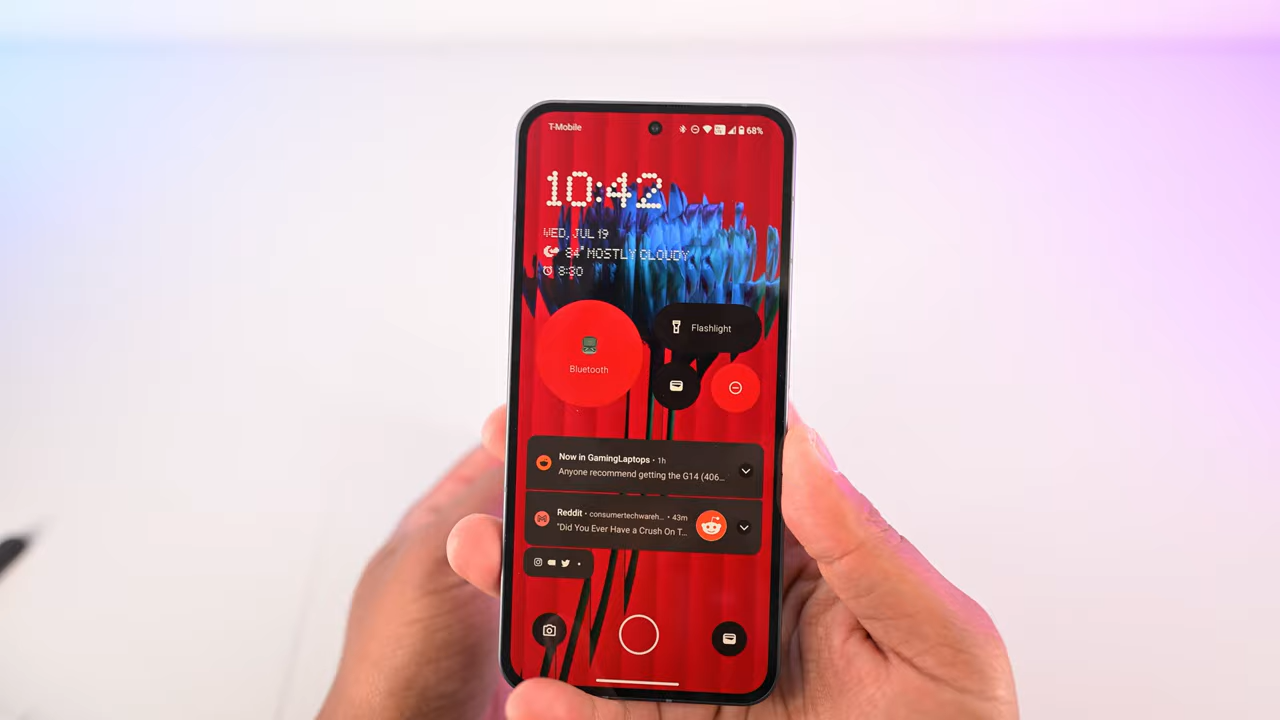 T-Mobile
68%
10:42
WED, JUL 19
84° MOSTLY CLOUDY
8:30
Flashlight
Bluetooth
Now in GamingLaptops • 1h
Anyone recommend getting the G14 (406...
Reddit • consumertechwareh... • 43m
"Did You Ever Have a Crush On T...